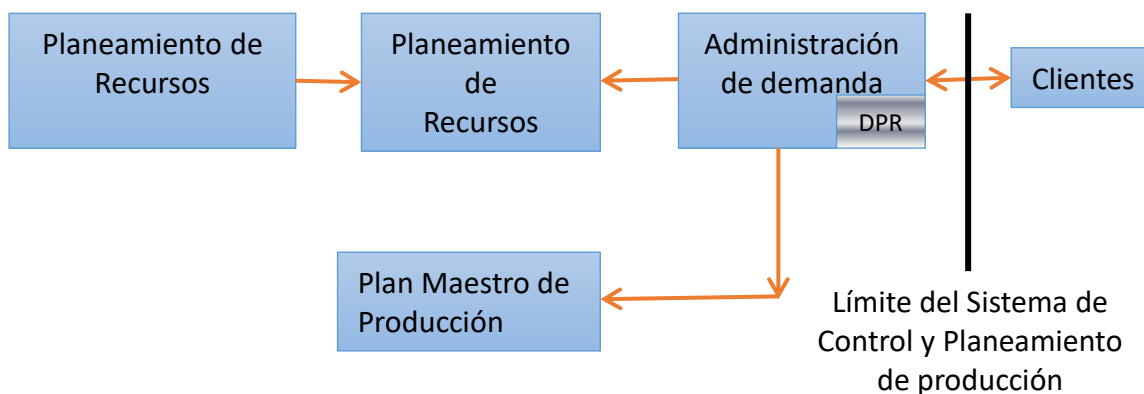 Planeamiento de
Recursos
Planeamiento
de
Recursos
Administración
de demanda
DPR
Clientes
Plan Maestro de
Producción
Límite del Sistema de
Control y Planeamiento
de producción